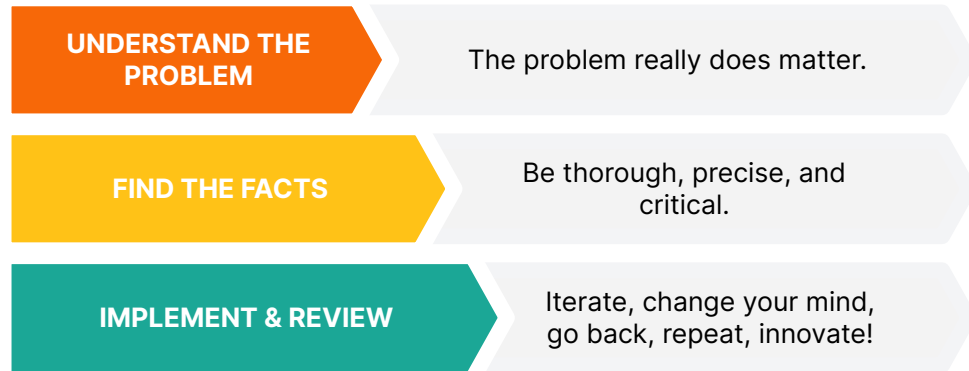 UNDERSTAND THE
PROBLEM
The problem really does matter.
FIND THE FACTS
Be thorough, precise, and
critical.
IMPLEMENT & REVIEW
Iterate, change your mind,
go back, repeat, innovate!